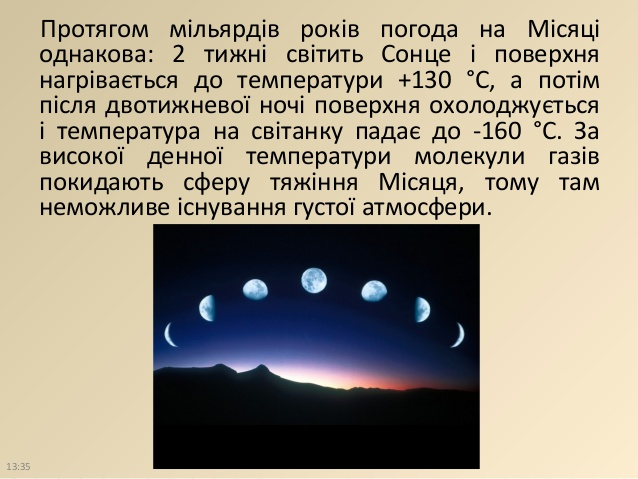 Протягом мільярдів років погода на Місяці
однакова: 2 тижні світить Сонце і поверхня
нагрівається до температури +130 °С, а потім
після двотижневої ночі поверхня охолоджується
і температура на світанку падає до -160 °С. За
високої денної температури молекули газів
покидають сферу тяжіння Місяця, тому там
неможливе існування густої атмосфери.
13:35